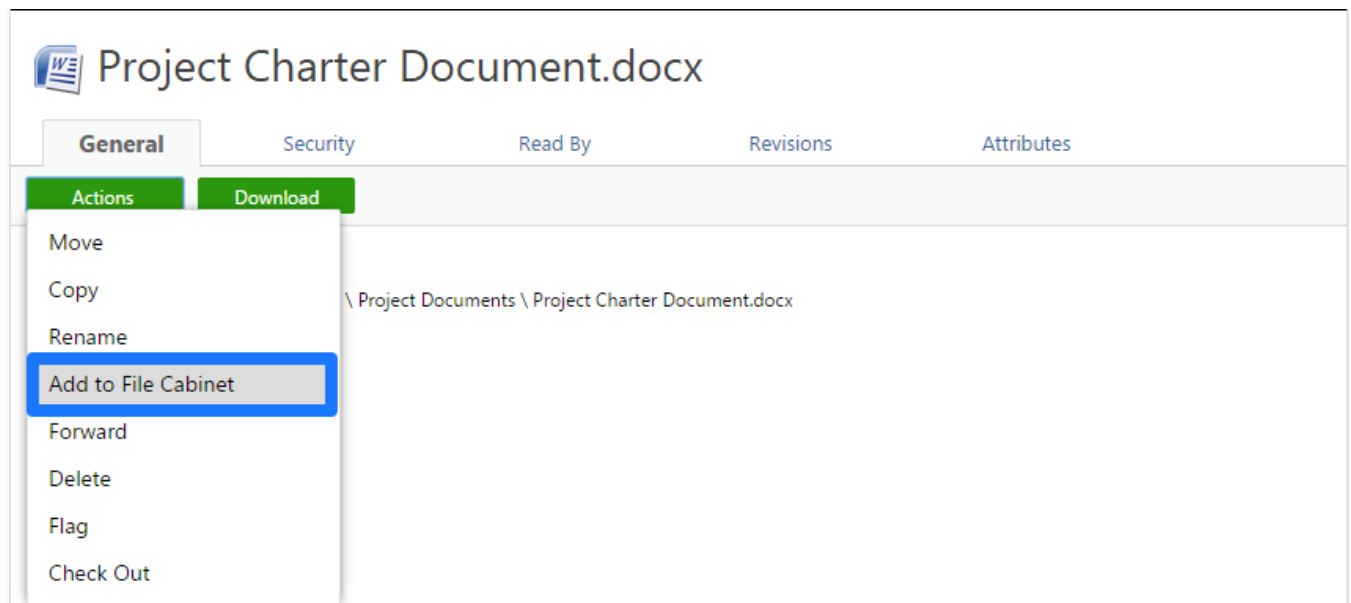 Project Charter Document.docx
General Security Read By Revisions Attributes
Actions Download
Move
Copy
\ Project Documents \ Project Charter Document.docx
Rename
Add to File Cabinet
Forward
Delete
Flag
Check Out